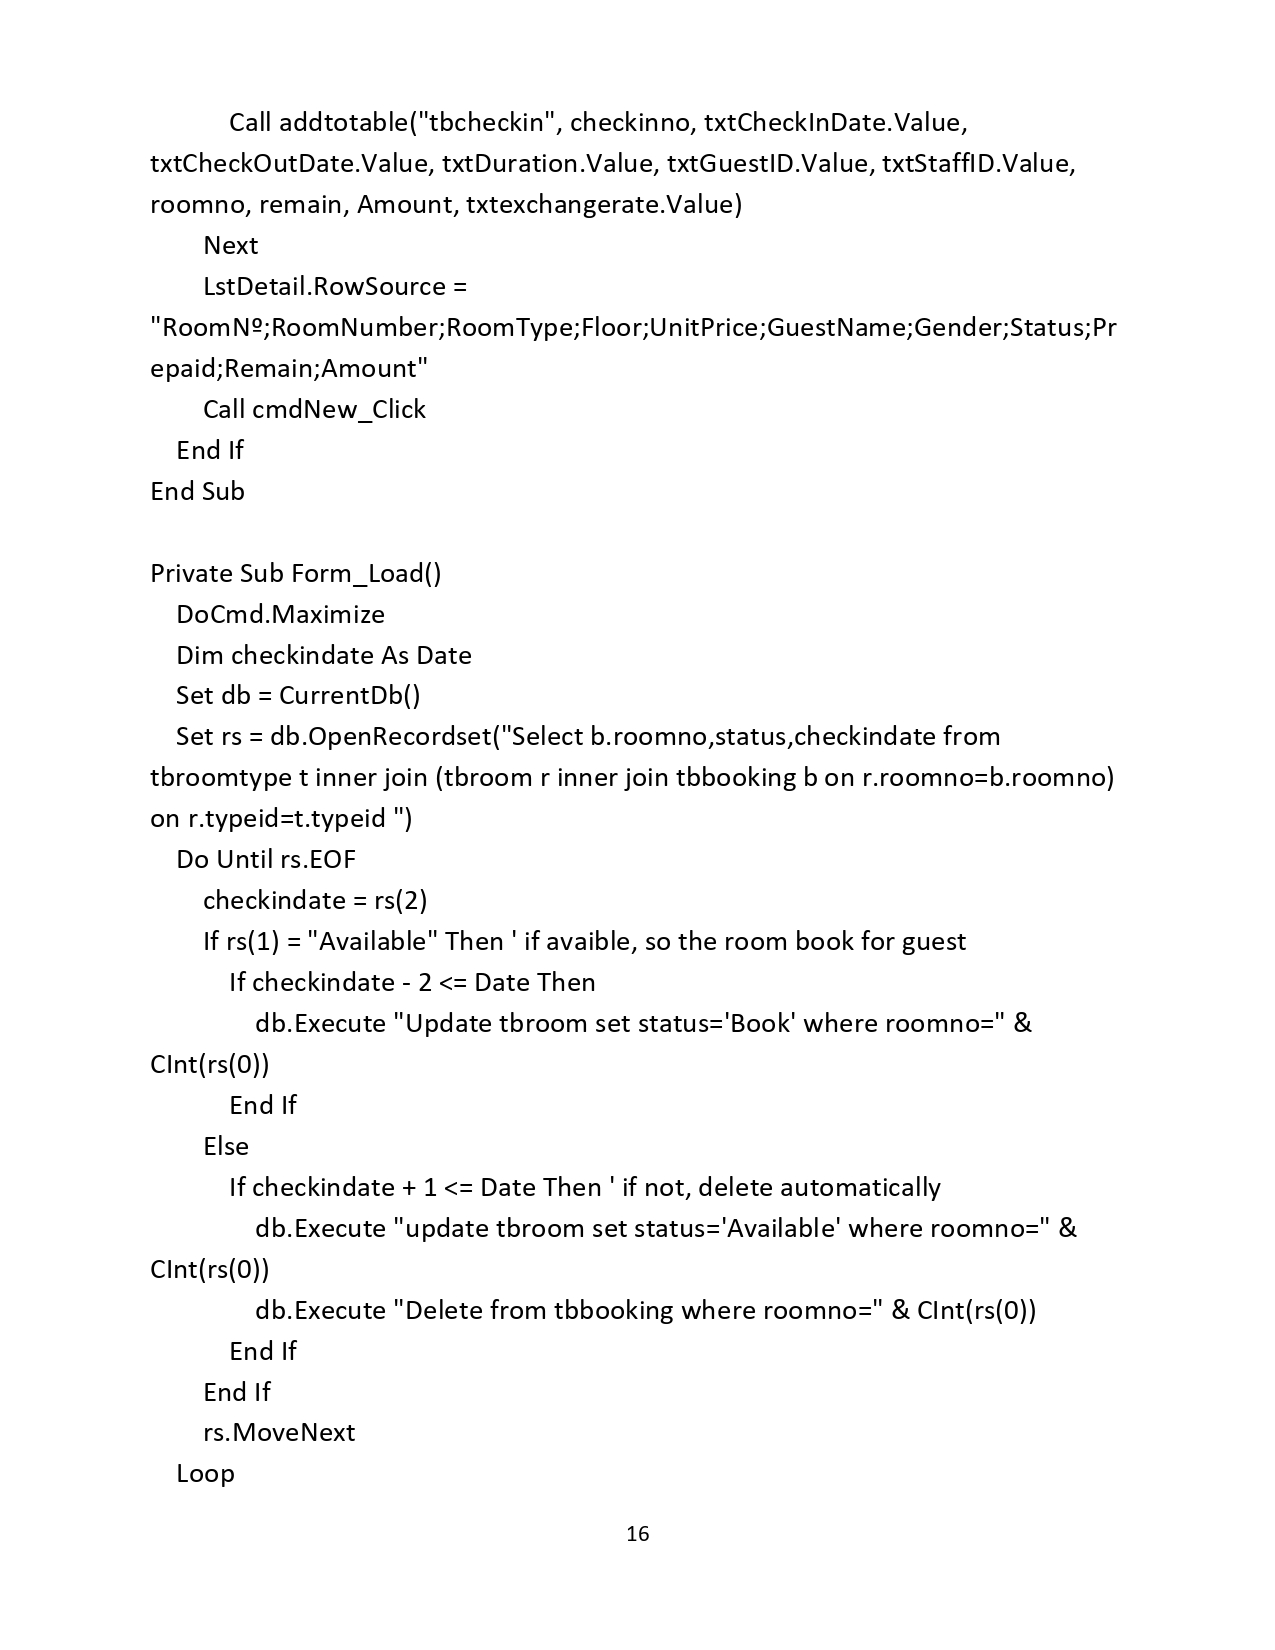 Call addtotable("tbcheckin", checkinno, txtCheckInDate.Value,
txtCheckOutDate.Value, txtDuration.Value, txtGuestID.Value, txtStaffID.Value,
roomno, remain, Amount, txtexchangerate.Value)
Next
LstDetail.RowSource =
"RoomNº;RoomNumber;RoomType;Floor;UnitPrice;GuestName;Gender;Status;Pr
epaid;Remain;Amount"
Call cmdNew_Click
End If
End Sub
Private Sub Form_Load()
DoCmd.Maximize
Dim checkindate As Date
Set db = CurrentDb()
Set rs = db.OpenRecordset("Select b.roomno,status,checkindate from
tbroomtype t inner join (tbroom r inner join tbbooking b on r.roomno=b.roomno)
on r.typeid=t.typeid ")
Do Until rs.EOF
checkindate = rs(2)
If rs(1) = "Available" Then ' if avaible, so the room book for guest
If checkindate - 2 <= Date Then
db.Execute "Update tbroom set status='Book' where roomno=" &
CInt(rs(0))
End If
Else
If checkindate + 1 <= Date Then ' if not, delete automatically
db.Execute "update tbroom set status='Available' where roomno=" &
CInt(rs(0))
db.Execute "Delete from tbbooking where roomno=" & CInt(rs(0))
End If
End If
rs.MoveNext
Loop
16